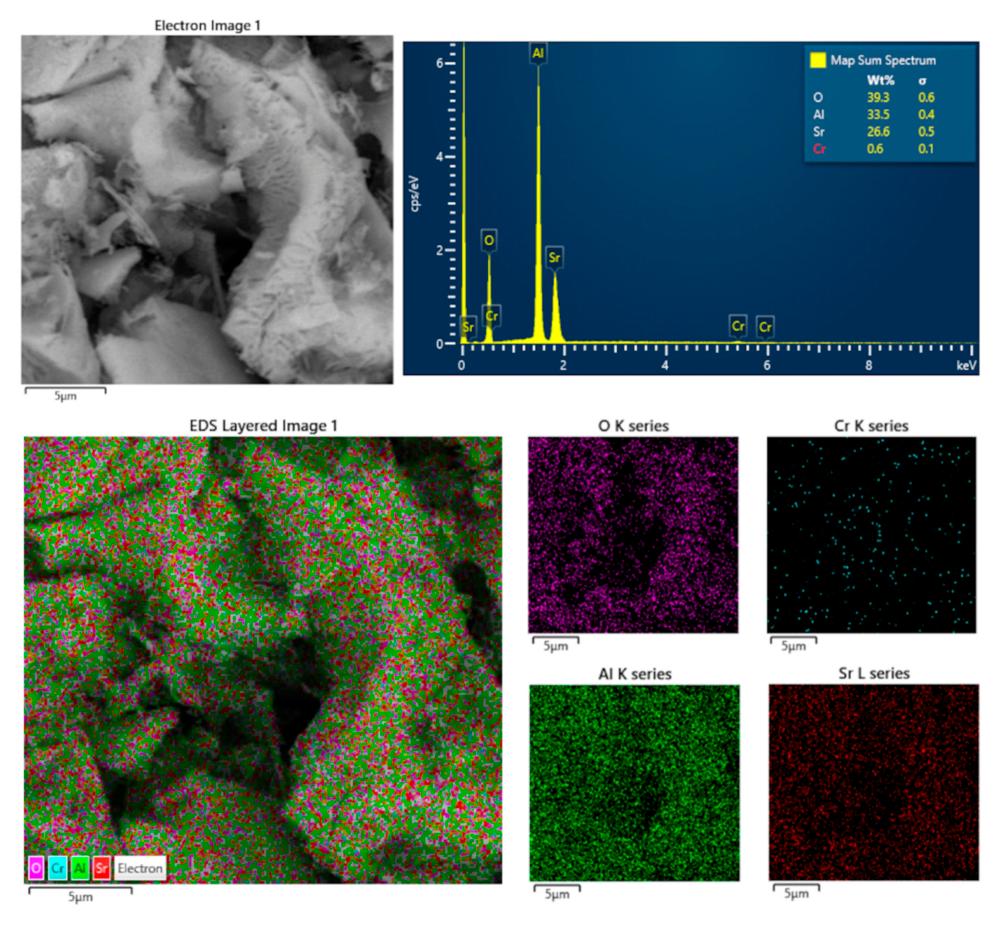 Electron Image 1
5μm
6
4
2
0
cps/eV
Al
O
Sr
Sr
Cr
Cr
Cr
0 2 4 6 8 keV
Map Sum Spectrum
Wt% σ
O 39.3 0.6
Al 33.5 0.4
Sr 26.6 0.5
Cr 0.6 0.1
EDS Layered Image 1
O Cr Al Sr Electron
5μm
O K series
5μm
Cr K series
5μm
Al K series
5μm
Sr L series
5μm